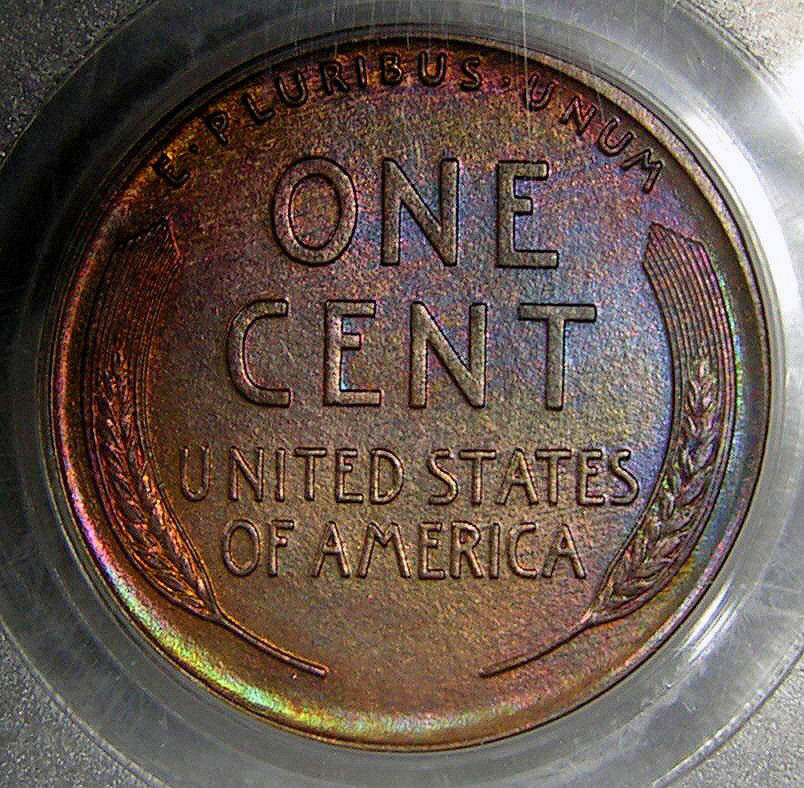 E · PLURIBUS · UNUM
ONE
CENT
UNITED STATES
OF AMERICA